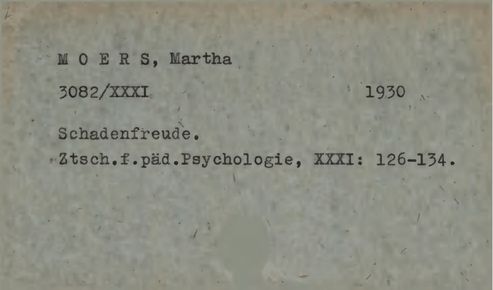 M O E R S, Martha
3082/XXXI 1930
Schadenfreude.
Ztsch.f.päd.Psychologie, XXXI: 126-134.